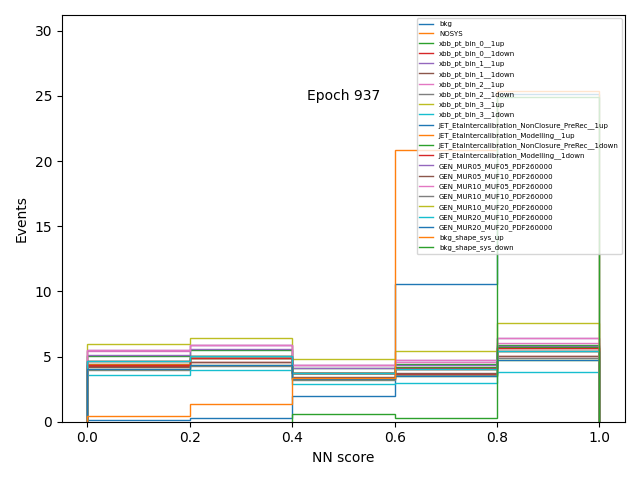 bkg
NOSYS
xbb_pt_bin_0__1up
xbb_pt_bin_0__1down
xbb_pt_bin_1__1up
xbb_pt_bin_1__1down
xbb_pt_bin_2__1up
xbb_pt_bin_2__1down
xbb_pt_bin_3__1up
xbb_pt_bin_3__1down
JET_EtaIntercalibration_NonClosure_PreRec__1up
JET_EtaIntercalibration_Modelling__1up
JET_EtaIntercalibration_NonClosure_PreRec__1down
JET_EtaIntercalibration_Modelling__1down
GEN_MUR05_MUF05_PDF260000
GEN_MUR05_MUF10_PDF260000
GEN_MUR10_MUF05_PDF260000
GEN_MUR10_MUF10_PDF260000
GEN_MUR10_MUF20_PDF260000
GEN_MUR20_MUF10_PDF260000
GEN_MUR20_MUF20_PDF260000
bkg_shape_sys_up
bkg_shape_sys_down
Epoch 937
Events
30
25
20
15
10
5
0
0.0 0.2 0.4 0.6 0.8 1.0
NN score